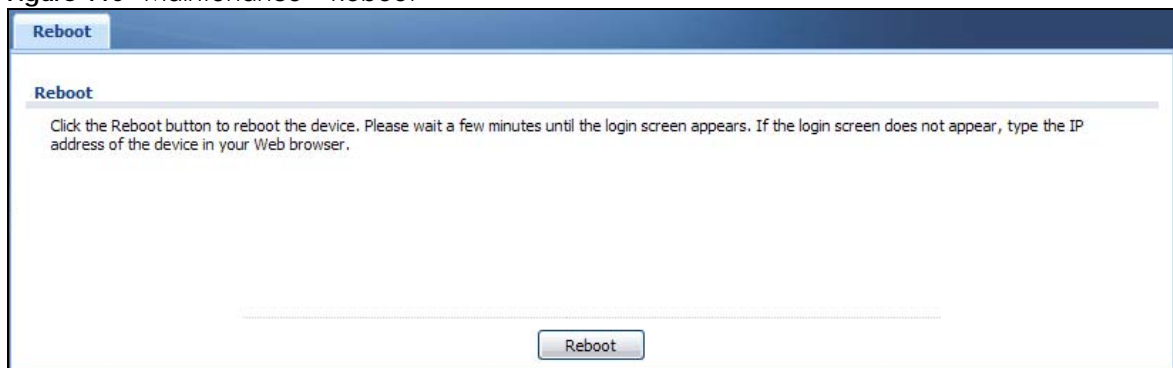 Reboot
Reboot
Click the Reboot button to reboot the device. Please wait a few minutes until the login screen appears. If the login screen does not appear, type the IP
address of the device in your Web browser.
Reboot